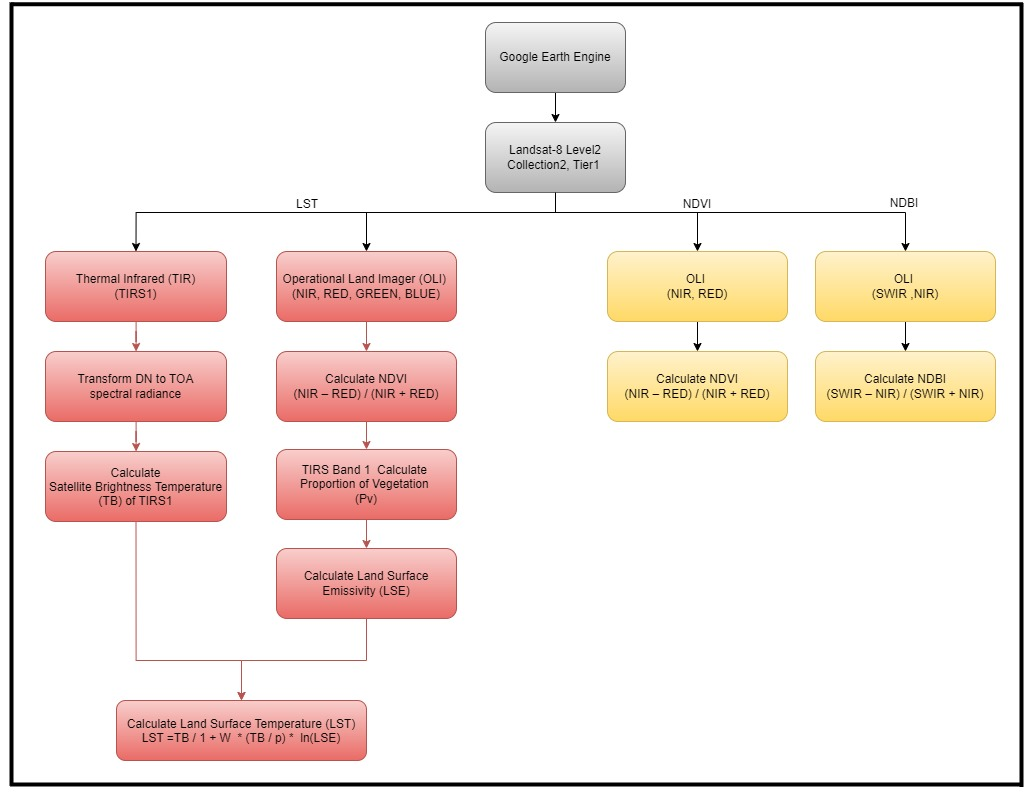 Google Earth Engine
Landsat-8 Level2
Collection2, Tier1
LST
NDVI
NDBI
Thermal Infrared (TIR)
(TIRS1)
Operational Land Imager (OLI)
(NIR, RED, GREEN, BLUE)
OLI
(NIR, RED)
OLI
(SWIR ,NIR)
Transform DN to TOA
spectral radiance
Calculate NDVI
(NIR – RED) / (NIR + RED)
Calculate NDVI
(NIR – RED) / (NIR + RED)
Calculate NDBI
(SWIR – NIR) / (SWIR + NIR)
Calculate
Satellite Brightness Temperature
(TB) of TIRS1
TIRS Band 1  Calculate
Proportion of Vegetation
(Pv)
Calculate Land Surface
Emissivity (LSE)
Calculate Land Surface Temperature (LST)
LST =TB / 1 + W  * (TB / p) *  ln(LSE)